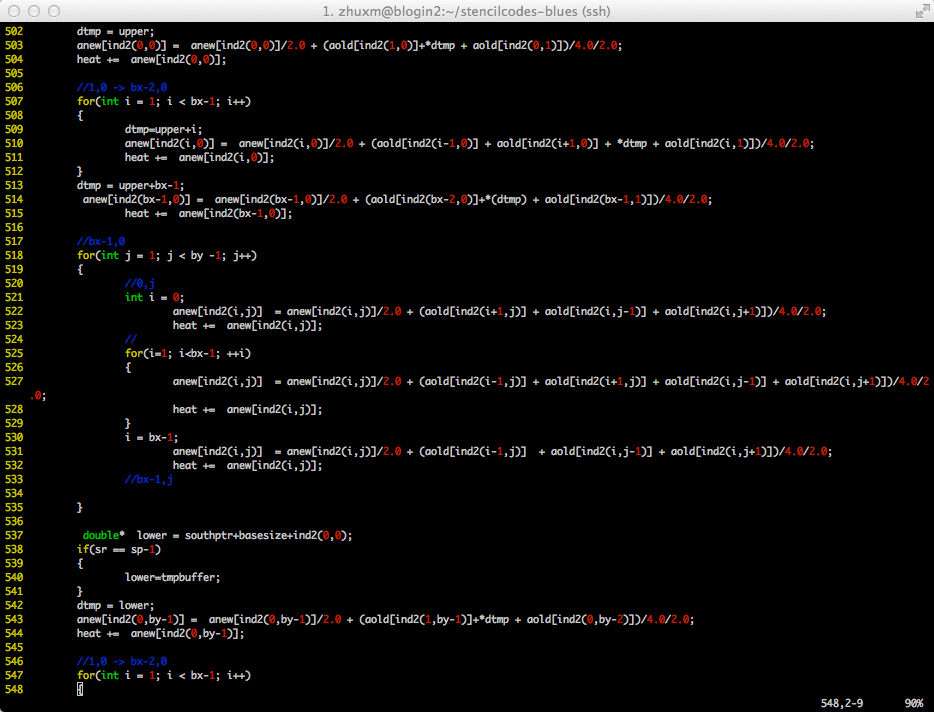 1. zhuxm@blogin2:~/stencilcodes-blues (ssh)
502 dtmp = upper;
503 anew[ind2(0,0)] = anew[ind2(0,0)]/2.0 + (aold[ind2(1,0)]+*dtmp + aold[ind2(0,1)])/4.0/2.0;
504 heat += anew[ind2(0,0)];
505
506 //1,0 -> bx-2,0
507 for(int i = 1; i < bx-1; i++)
508 {
509 dtmp=upper+i;
510 anew[ind2(i,0)] = anew[ind2(i,0)]/2.0 + (aold[ind2(i-1,0)] + aold[ind2(i+1,0)] + *dtmp + aold[ind2(i,1)])/4.0/2.0;
511 heat += anew[ind2(i,0)];
512 }
513 dtmp = upper+bx-1;
514 anew[ind2(bx-1,0)] = anew[ind2(bx-1,0)]/2.0 + (aold[ind2(bx-2,0)]+*(dtmp) + aold[ind2(bx-1,1)])/4.0/2.0;
515 heat += anew[ind2(bx-1,0)];
516
517 //bx-1,0
518 for(int j = 1; j < by -1; j++)
519 {
520 //0,j
521 int i = 0;
522 anew[ind2(i,j)] = anew[ind2(i,j)]/2.0 + (aold[ind2(i+1,j)] + aold[ind2(i,j-1)] + aold[ind2(i,j+1)])/4.0/2.0;
523 heat += anew[ind2(i,j)];
524 //
525 for(i=1; i<bx-1; ++i)
526 {
527 anew[ind2(i,j)] = anew[ind2(i,j)]/2.0 + (aold[ind2(i-1,j)] + aold[ind2(i+1,j)] + aold[ind2(i,j-1)] + aold[ind2(i,j+1)])/4.0/2
.0;
528 heat += anew[ind2(i,j)];
529 }
530 i = bx-1;
531 anew[ind2(i,j)] = anew[ind2(i,j)]/2.0 + (aold[ind2(i-1,j)] + aold[ind2(i,j-1)] + aold[ind2(i,j+1)])/4.0/2.0;
532 heat += anew[ind2(i,j)];
533 //bx-1,j
534
535 }
536
537 double* lower = southptr+basesize+ind2(0,0);
538 if(sr == sp-1)
539 {
540 lower=tmpbuffer;
541 }
542 dtmp = lower;
543 anew[ind2(0,by-1)] = anew[ind2(0,by-1)]/2.0 + (aold[ind2(1,by-1)]+*dtmp + aold[ind2(0,by-2)])/4.0/2.0;
544 heat += anew[ind2(0,by-1)];
545
546 //1,0 -> bx-2,0
547 for(int i = 1; i < bx-1; i++)
548 {
548,2-9 90%